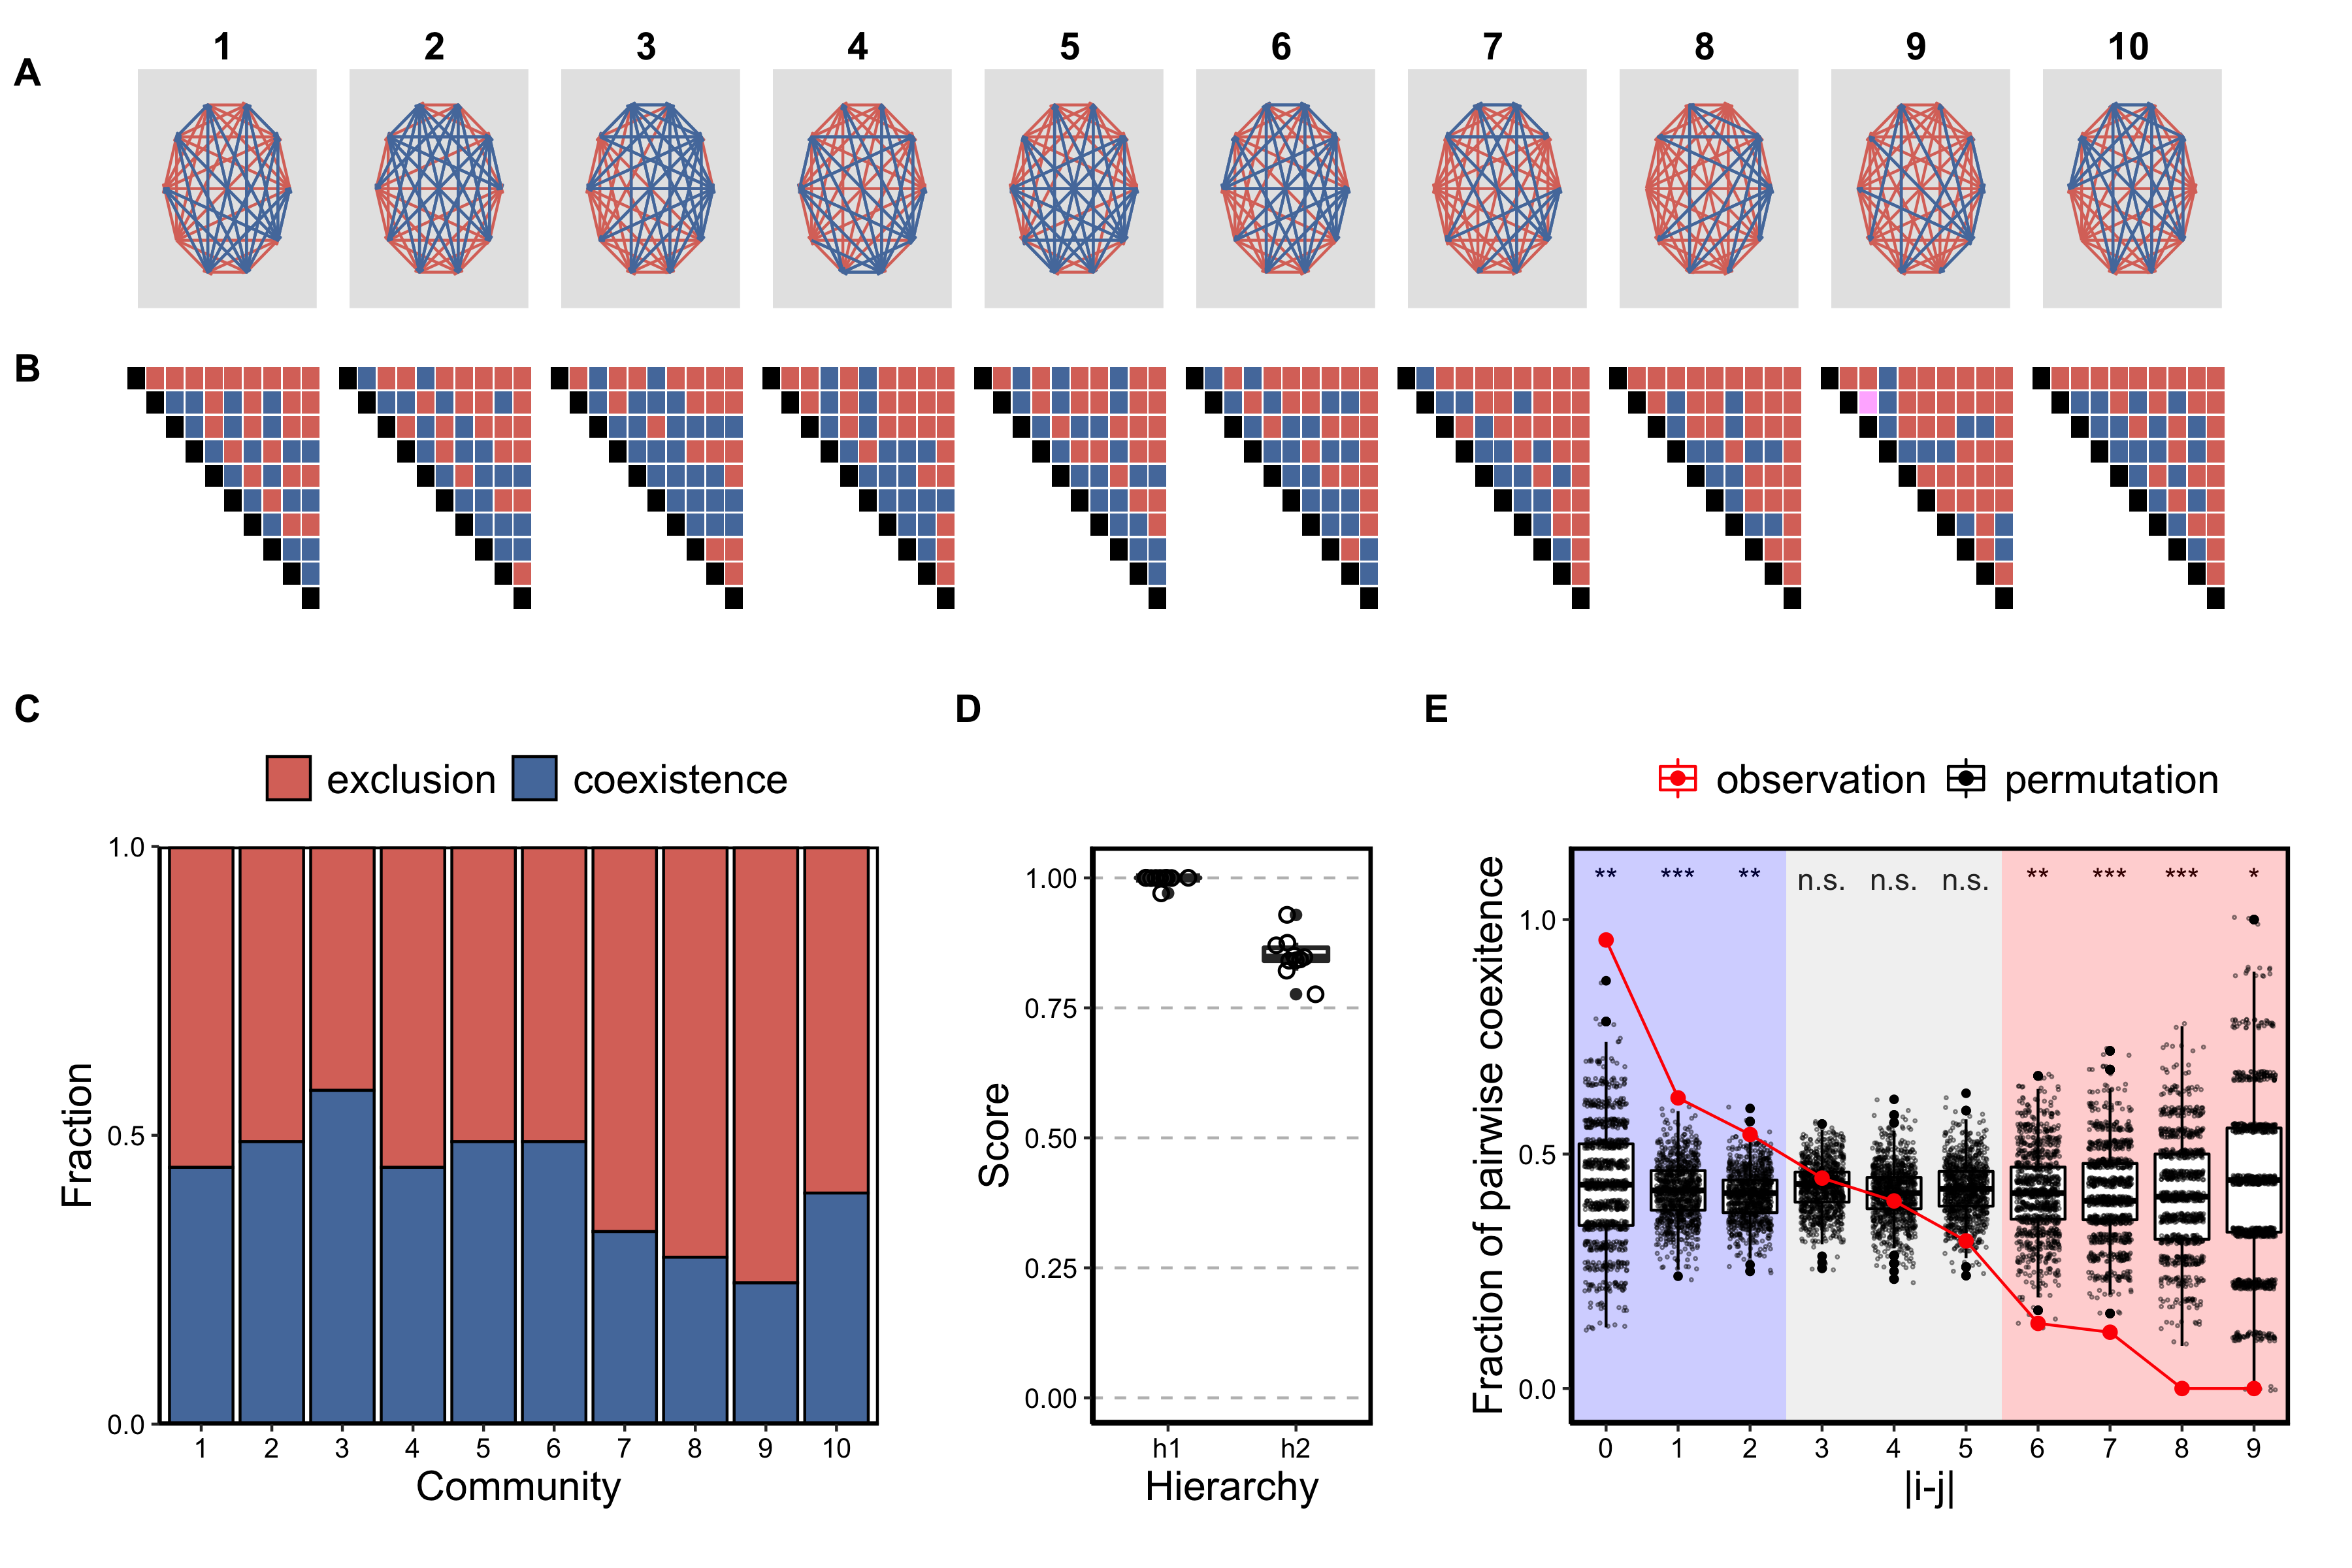 1 2 3 4 5 6 7 8 9 10
A
B
C
D
E
exclusion coexistence
observation permutation
1.0
0.5
0.0
Fraction
1 2 3 4 5 6 7 8 9 10
Community
1.00
0.75
0.50
0.25
0.00
Score
h1 h2
Hierarchy
** *** ** n.s. n.s. n.s. ** *** *** *
1.0
0.5
0.0
Fraction of pairwise coexitence
0 1 2 3 4 5 6 7 8 9
|i-j|